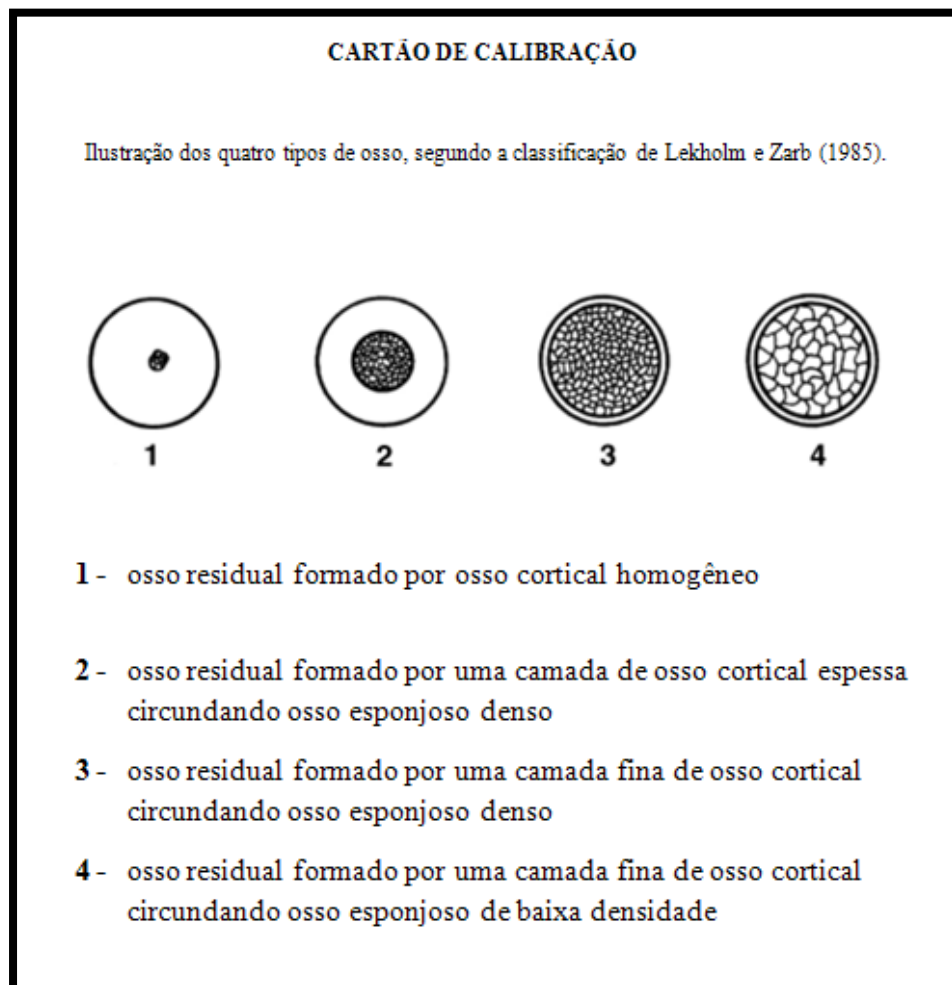 CARTÃO DE CALIBRAÇÃO
Ilustração dos quatro tipos de osso, segundo a classificação de Lekholm e Zarb (1985).
1 2 3 4
1 - osso residual formado por osso cortical homogêneo
2 - osso residual formado por uma camada de osso cortical espessa
circundando osso esponjoso denso
3 - osso residual formado por uma camada fina de osso cortical
circundando osso esponjoso denso
4 - osso residual formado por uma camada fina de osso cortical
circundando osso esponjoso de baixa densidade